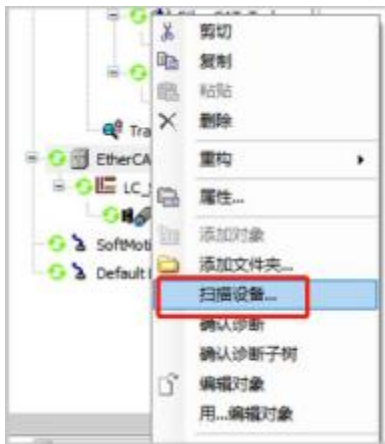 剪切
复制
粘贴
删除
Tra
EtherCA
重构
LC_
属性...
添加对象
SoftMoti
添加文件夹...
Default
扫描设备...
确认诊断
确认诊断子树
编辑对象
用...编辑对象